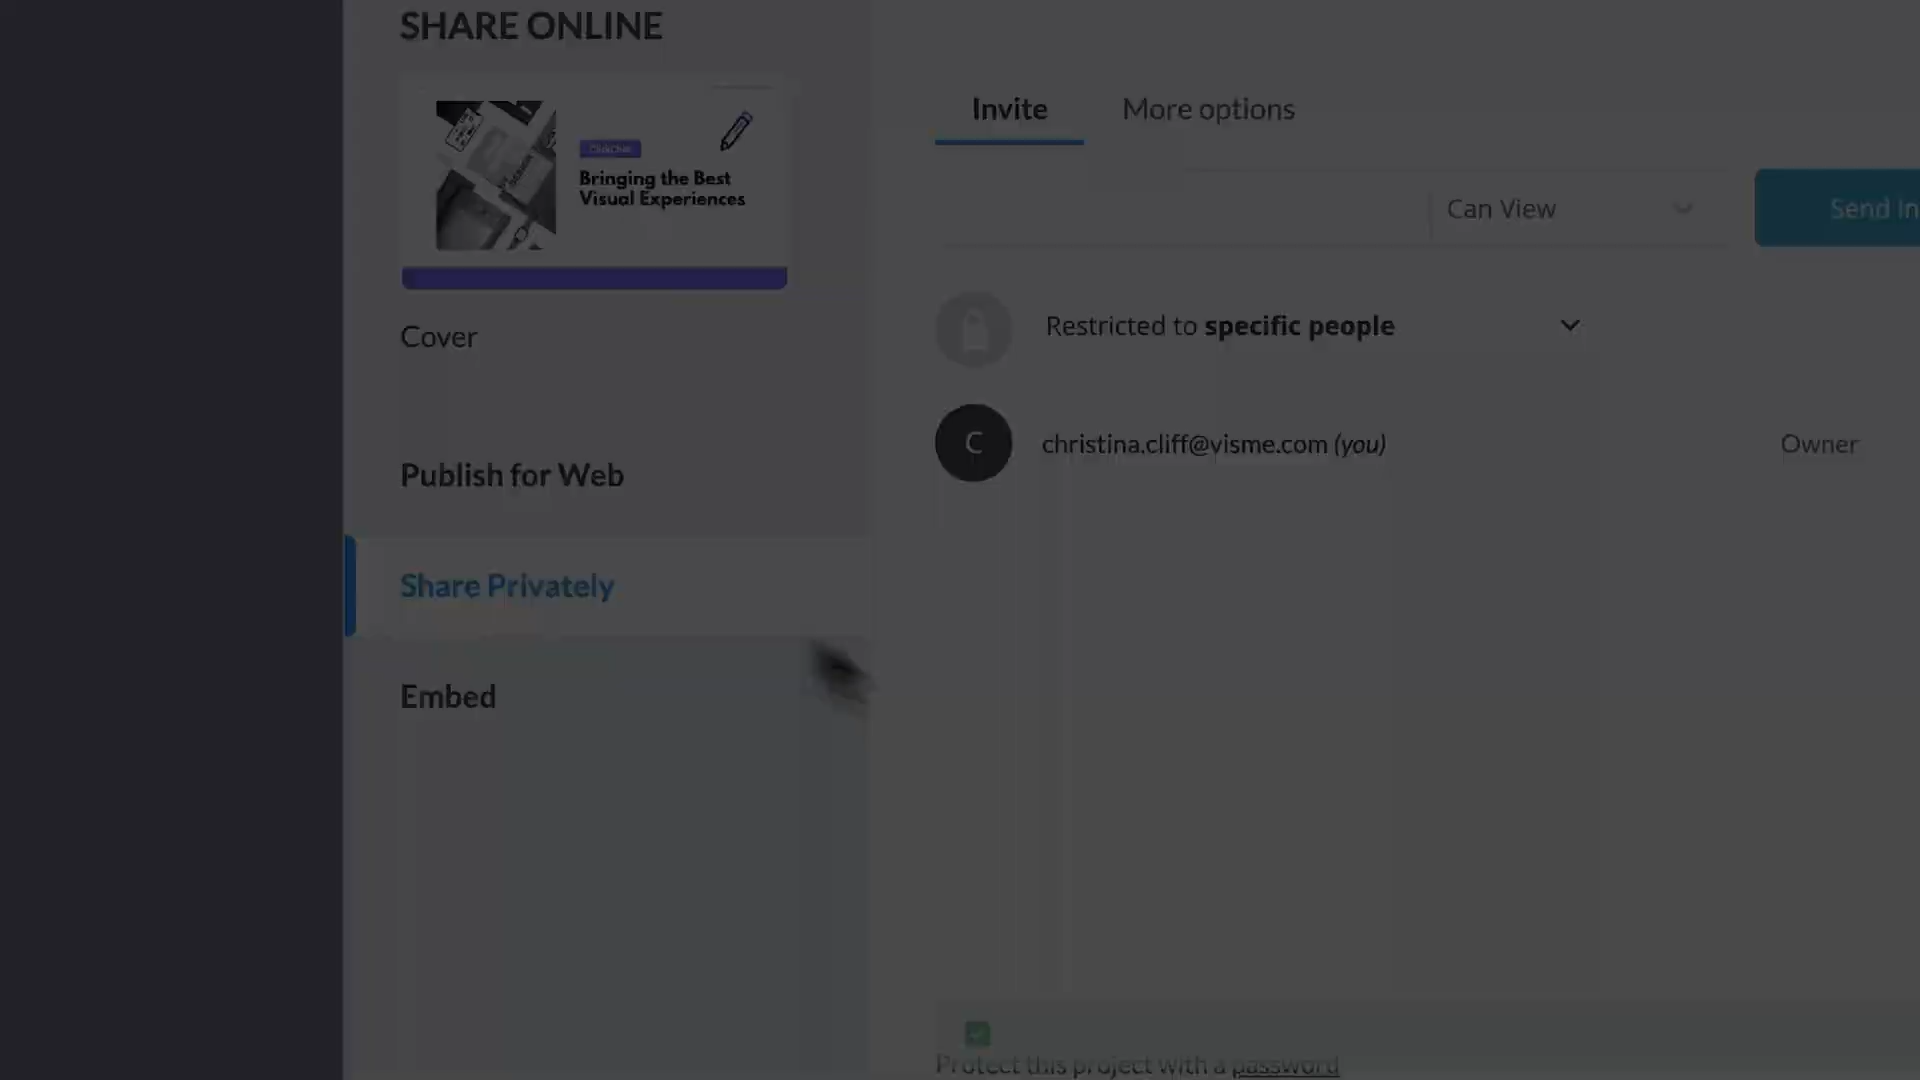 SHARE ONLINE
Bringing the Best
Visual Experiences
Cover
Publish for Web
Share Privately
Embed
Invite
More options
Can View
Send In
Restricted to specific people
C
christina.cliff@visme.com (you)
Owner
Protect this project with a password